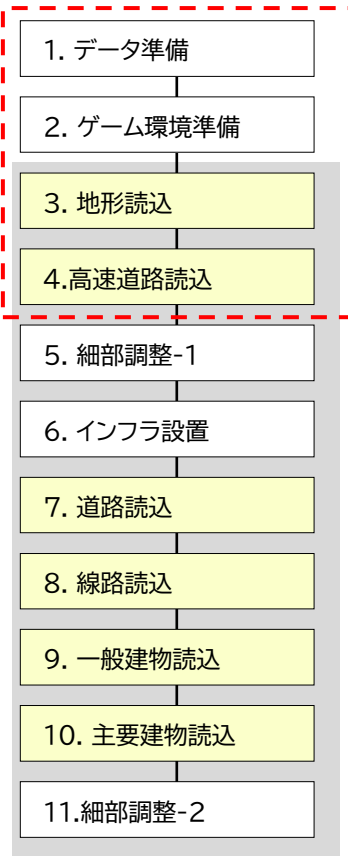 1. データ準備
2. ゲーム環境準備
3. 地形読込
4.高速道路読込
5. 細部調整-1
6. インフラ設置
7. 道路読込
8. 線路読込
9. 一般建物読込
10. 主要建物読込
11.細部調整-2